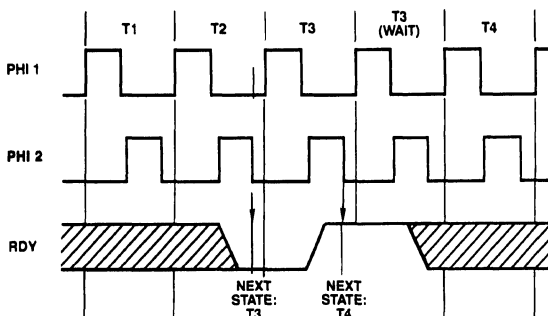 T1 T2 T3 T3 (WAIT) T4
PHI 1
PHI 2
RDY
NEXT STATE: T3
NEXT STATE: T4